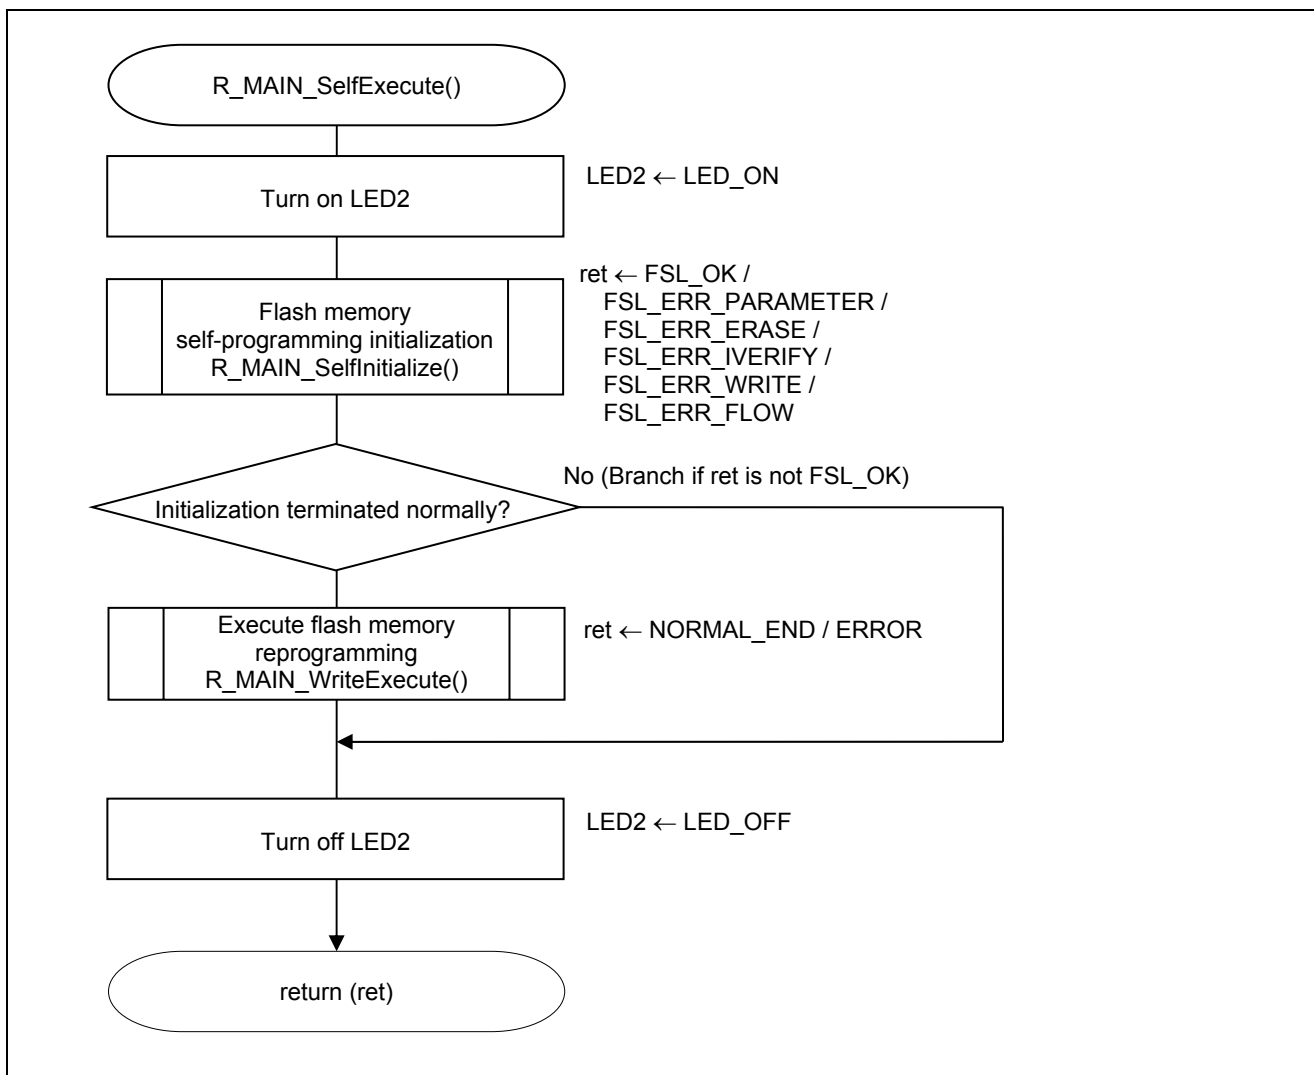 R_MAIN_SelfExecute()
Turn on LED2
LED2 ← LED_ON
Flash memory
self-programming initialization
R_MAIN_SelfInitialize()
ret ← FSL_OK /
FSL_ERR_PARAMETER /
FSL_ERR_ERASE /
FSL_ERR_IVERIFY /
FSL_ERR_WRITE /
FSL_ERR_FLOW
No (Branch if ret is not FSL_OK)
Initialization terminated normally?
Execute flash memory
reprogramming
R_MAIN_WriteExecute()
ret ← NORMAL_END / ERROR
Turn off LED2
LED2 ← LED_OFF
return (ret)